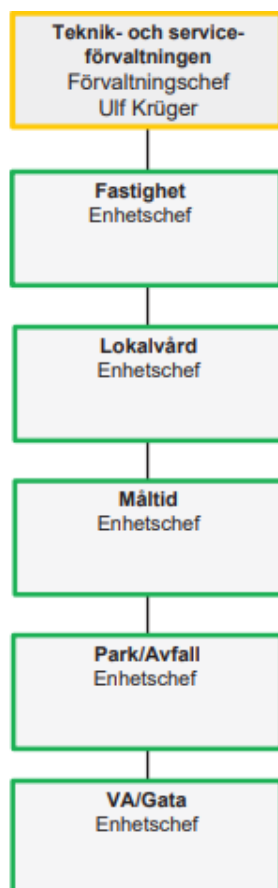 Teknik- och service-
förvaltningen
Förvaltningschef
Ulf Krüger
Fastighet
Enhetschef
Lokalvård
Enhetschef
Måltid
Enhetschef
Park/Avfall
Enhetschef
VA/Gata
Enhetschef